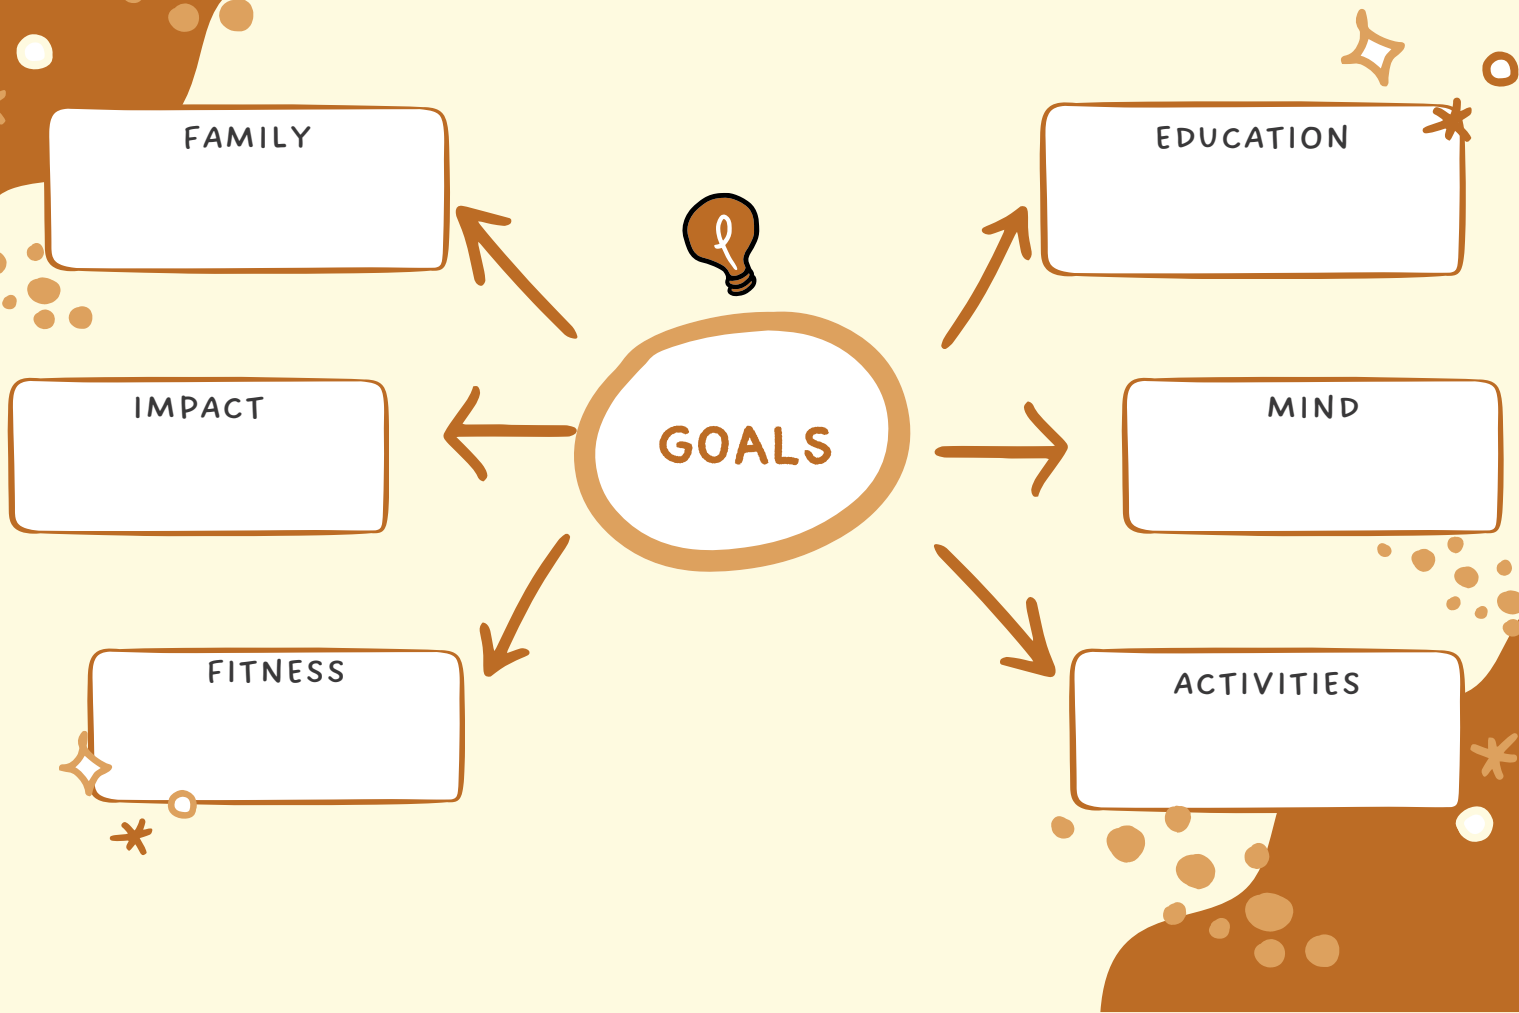 FAMILY
EDUCATION
IMPACT
GOALS
MIND
FITNESS
ACTIVITIES